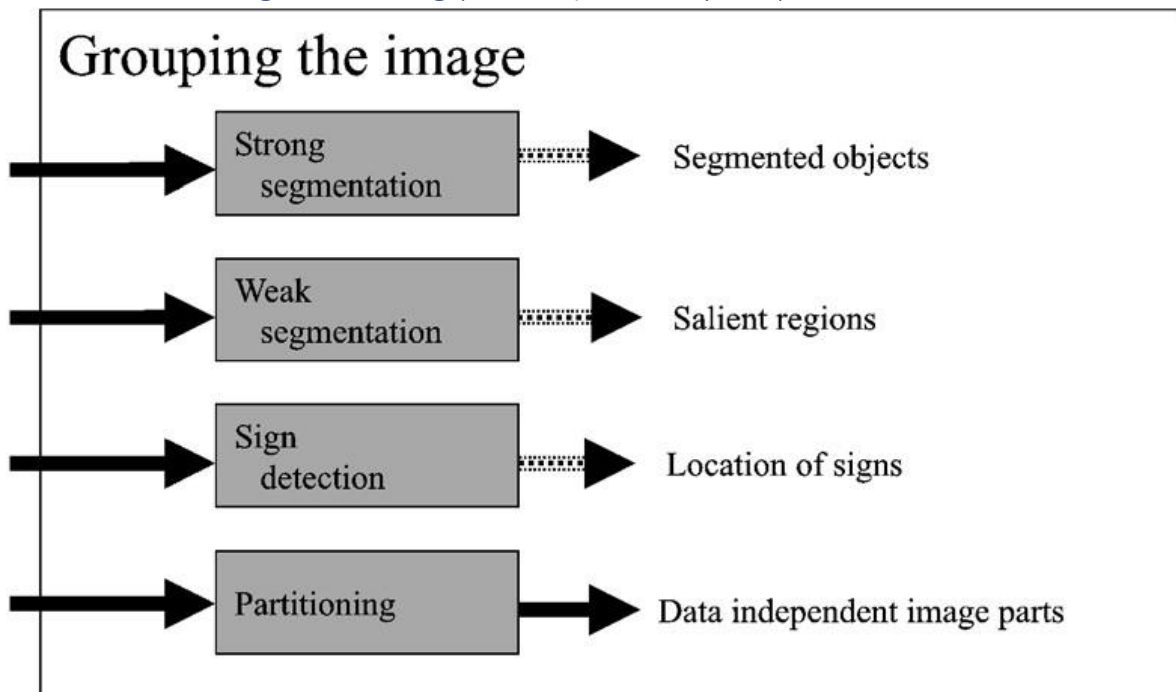 Grouping the image
Strong
segmentation
Segmented objects
Weak
segmentation
Salient regions
Sign
detection
Location of signs
Partitioning
Data independent image parts